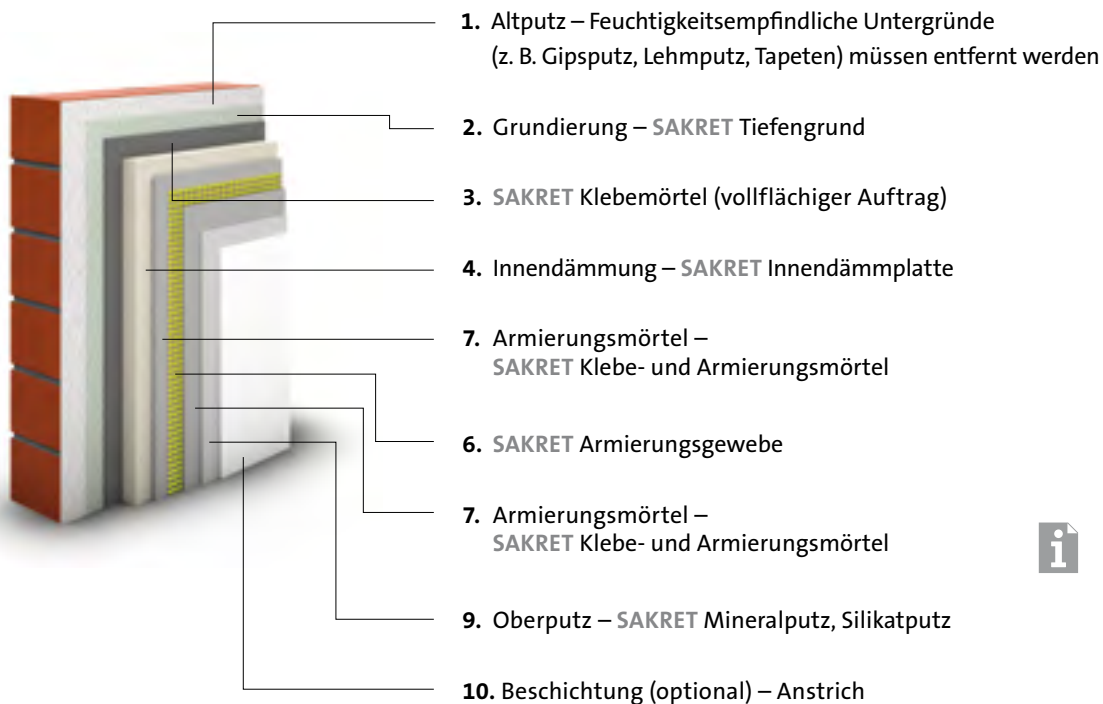 1. Altputz – Feuchtigkeitsempfindliche Untergründe
(z. B. Gipsputz, Lehmputz, Tapeten) müssen entfernt werden
2. Grundierung – SAKRET Tiefengrund
3. SAKRET Klebemörtel (vollflächiger Auftrag)
4. Innendämmung – SAKRET Innendämmplatte
7. Armierungsmörtel –
SAKRET Klebe- und Armierungsmörtel
6. SAKRET Armierungsgewebe
7. Armierungsmörtel –
SAKRET Klebe- und Armierungsmörtel
i
9. Oberputz – SAKRET Mineralputz, Silikatputz
10. Beschichtung (optional) – Anstrich